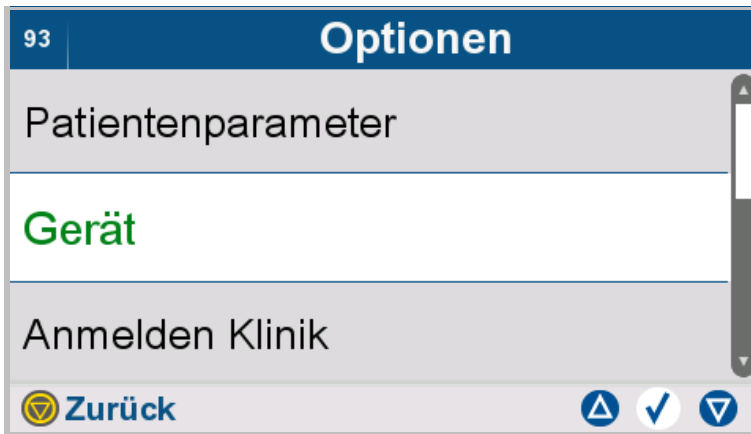 93
Optionen
Patientenparameter
Gerät
Anmelden Klinik
Zurück